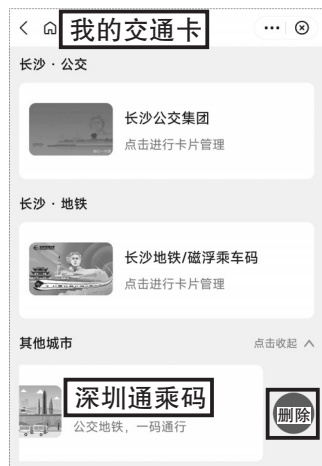 我的交通卡
长沙·公交
长沙公交集团
点击进行卡片管理
长沙·地铁
长沙地铁/磁浮乘车码
点击进行卡片管理
其他城市
点击收起
深圳通乘码
公交地铁，一码通行
删除